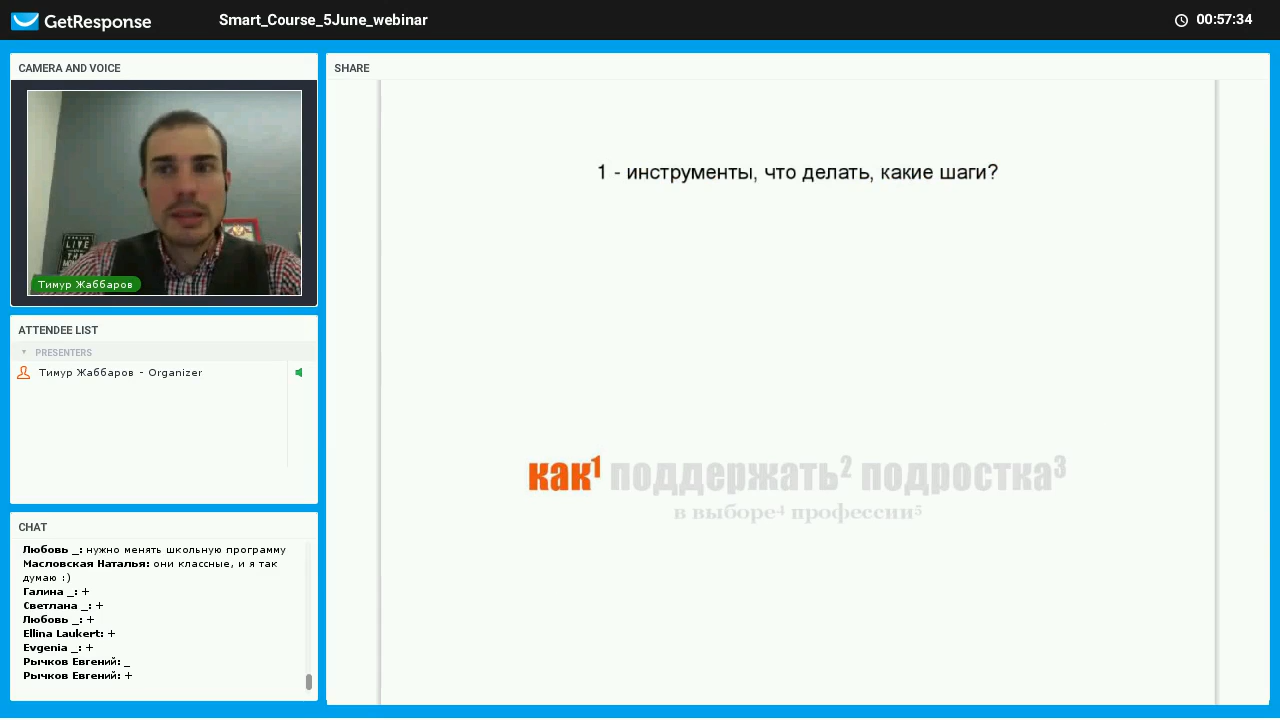 GetResponse
Smart_Course_5June_webinar
00:57:34
CAMERA AND VOICE
LIVE
THE
Тимур Жаббаров
ATTENDEE LIST
PRESENTERS
Тимур Жаббаров - Organizer
CHAT
Любовь _: нужно менять школьную программу
Масловская Наталья: они классные, и я так
думаю :)
Галина _: +
Светлана _: +
Любовь _: +
Ellina Laukert: +
Evgenia _: +
Рычков Евгений: _
Рычков Евгений: +
SHARE
1 - инструменты, что делать, какие шаги?
как¹ поддержать² подростка³
в выборе⁴ профессии⁵